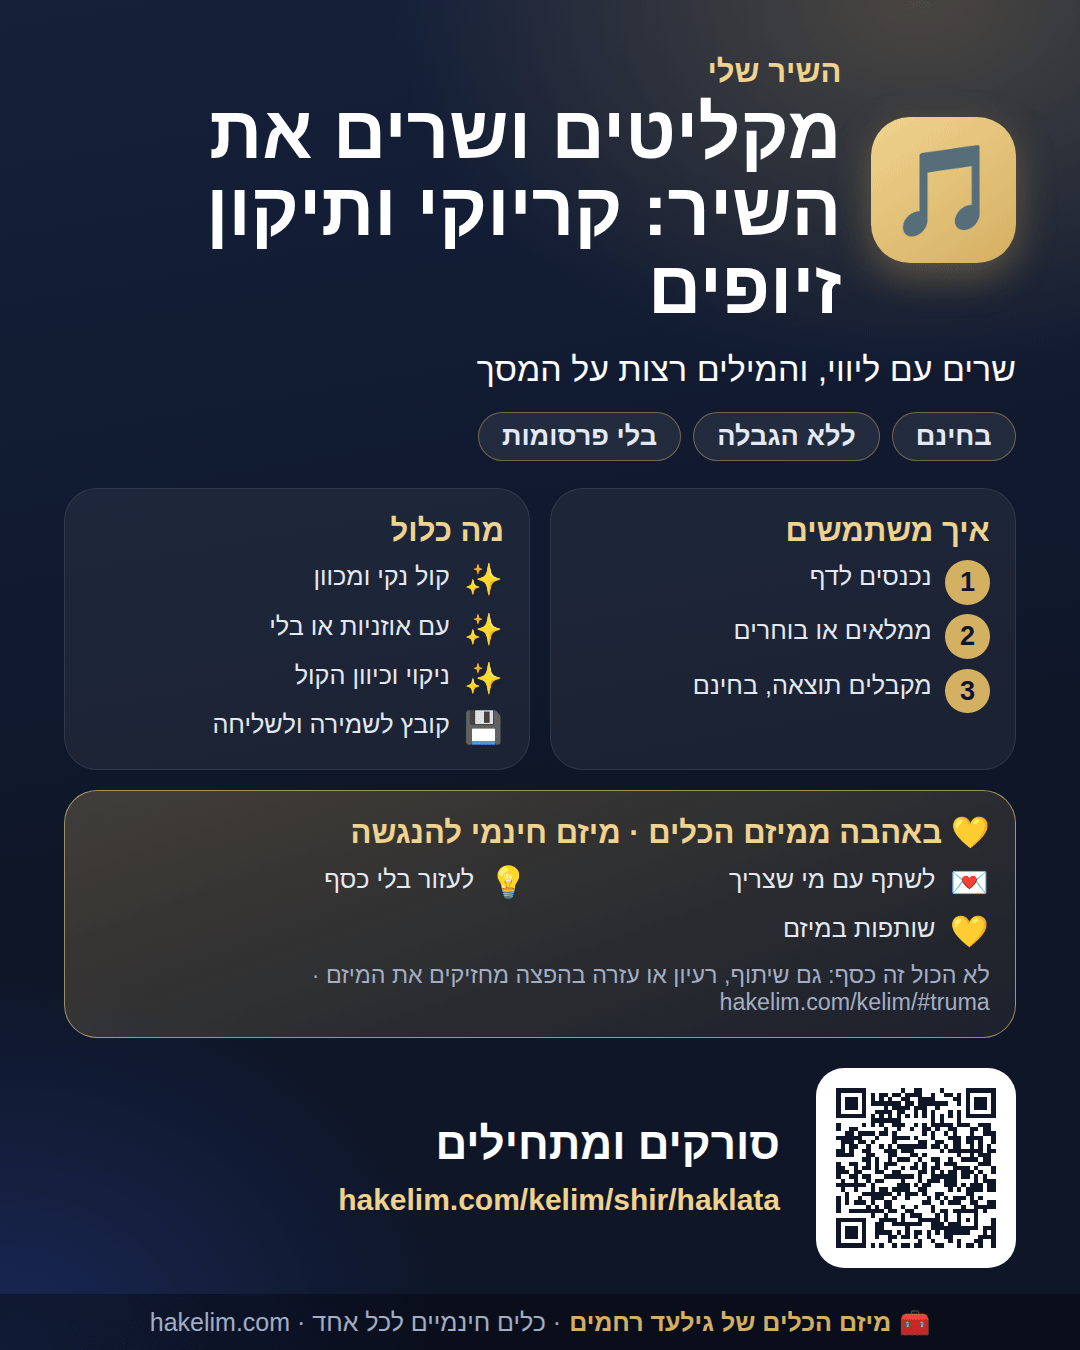 השיר שלי
מקליטים ושרים את
השיר: קריוקי ותיקון
זיופים
שרים עם ליווי, והמילים רצות על המסך
בחינם
ללא הגבלה
בלי פרסומות
איך משתמשים
1 נכנסים לדף
2 ממלאים או בוחרים
3 מקבלים תוצאה, בחינם
מה כלול
קול נקי ומכוון
עם אוזניות או בלי
ניקוי וכיוון הקול
קובץ לשמירה ולשליחה
באהבה ממיזם הכלים · מיזם חינמי להנגשה
לשתף עם מי שצריך
לעזור בלי כסף
שותפות במיזם
לא הכול זה כסף: גם שיתוף, רעיון או עזרה בהפצה מחזיקים את המיזם ·
hakelim.com/kelim/#truma
סורקים ומתחילים
hakelim.com/kelim/shir/haklata
מיזם הכלים של גילעד רחמים · כלים חינמיים לכל אחד · hakelim.com